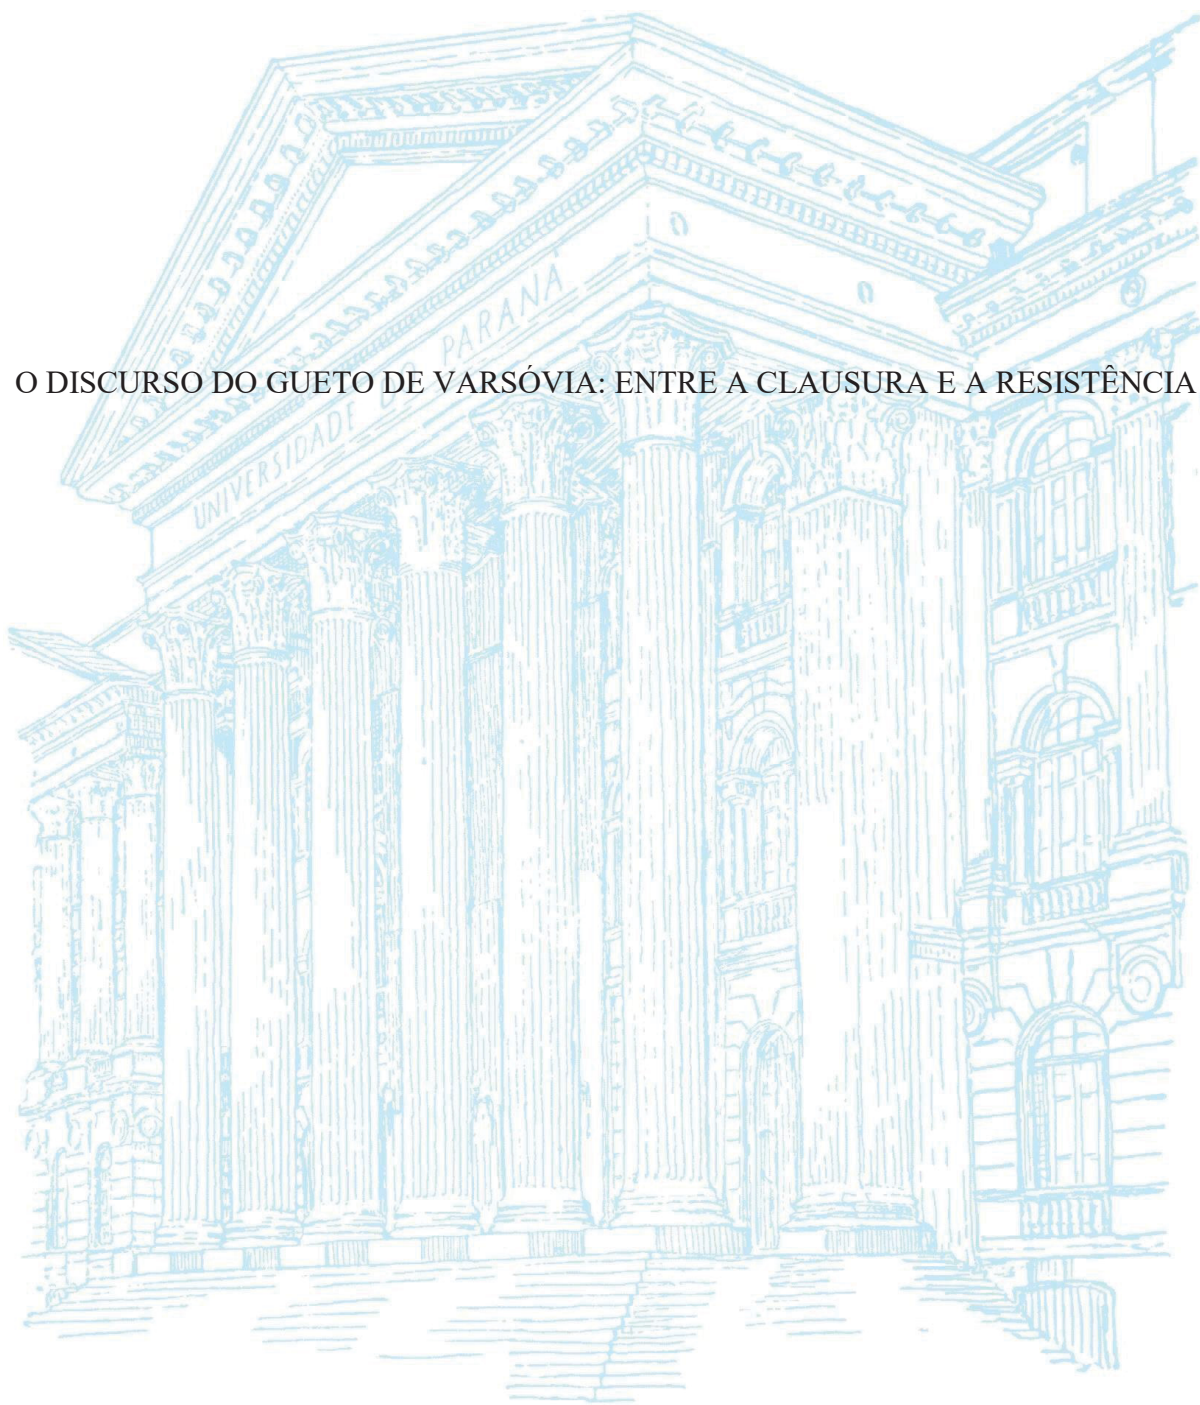 O DISCURSO DO GUETO DE VARSÓVIA: ENTRE A CLAUSURA E A RESISTÊNCIA
UNIVERSIDADE DO PARANÁ